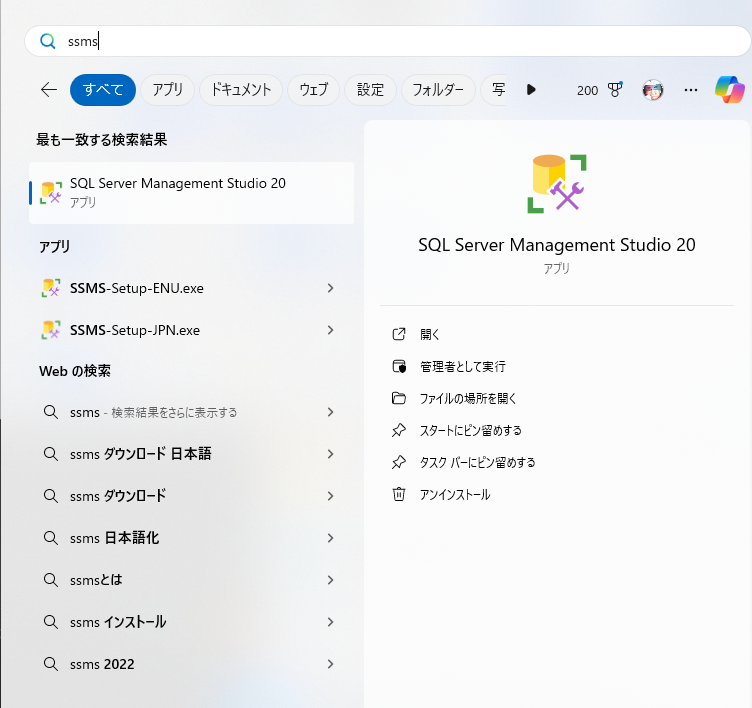 ssms
すべて アプリ ドキュメント ウェブ 設定 フォルダー 写 200
最も一致する検索結果
SQL Server Management Studio 20
アプリ
アプリ
SSMS-Setup-ENU.exe
SSMS-Setup-JPN.exe
Web の検索
ssms - 検索結果をさらに表示する
ssms ダウンロード 日本語
ssms ダウンロード
ssms 日本語化
ssmsとは
ssms インストール
ssms 2022
SQL Server Management Studio 20
アプリ
開く
管理者として実行
ファイルの場所を開く
スタートにピン留めする
タスク バーにピン留めする
アンインストール